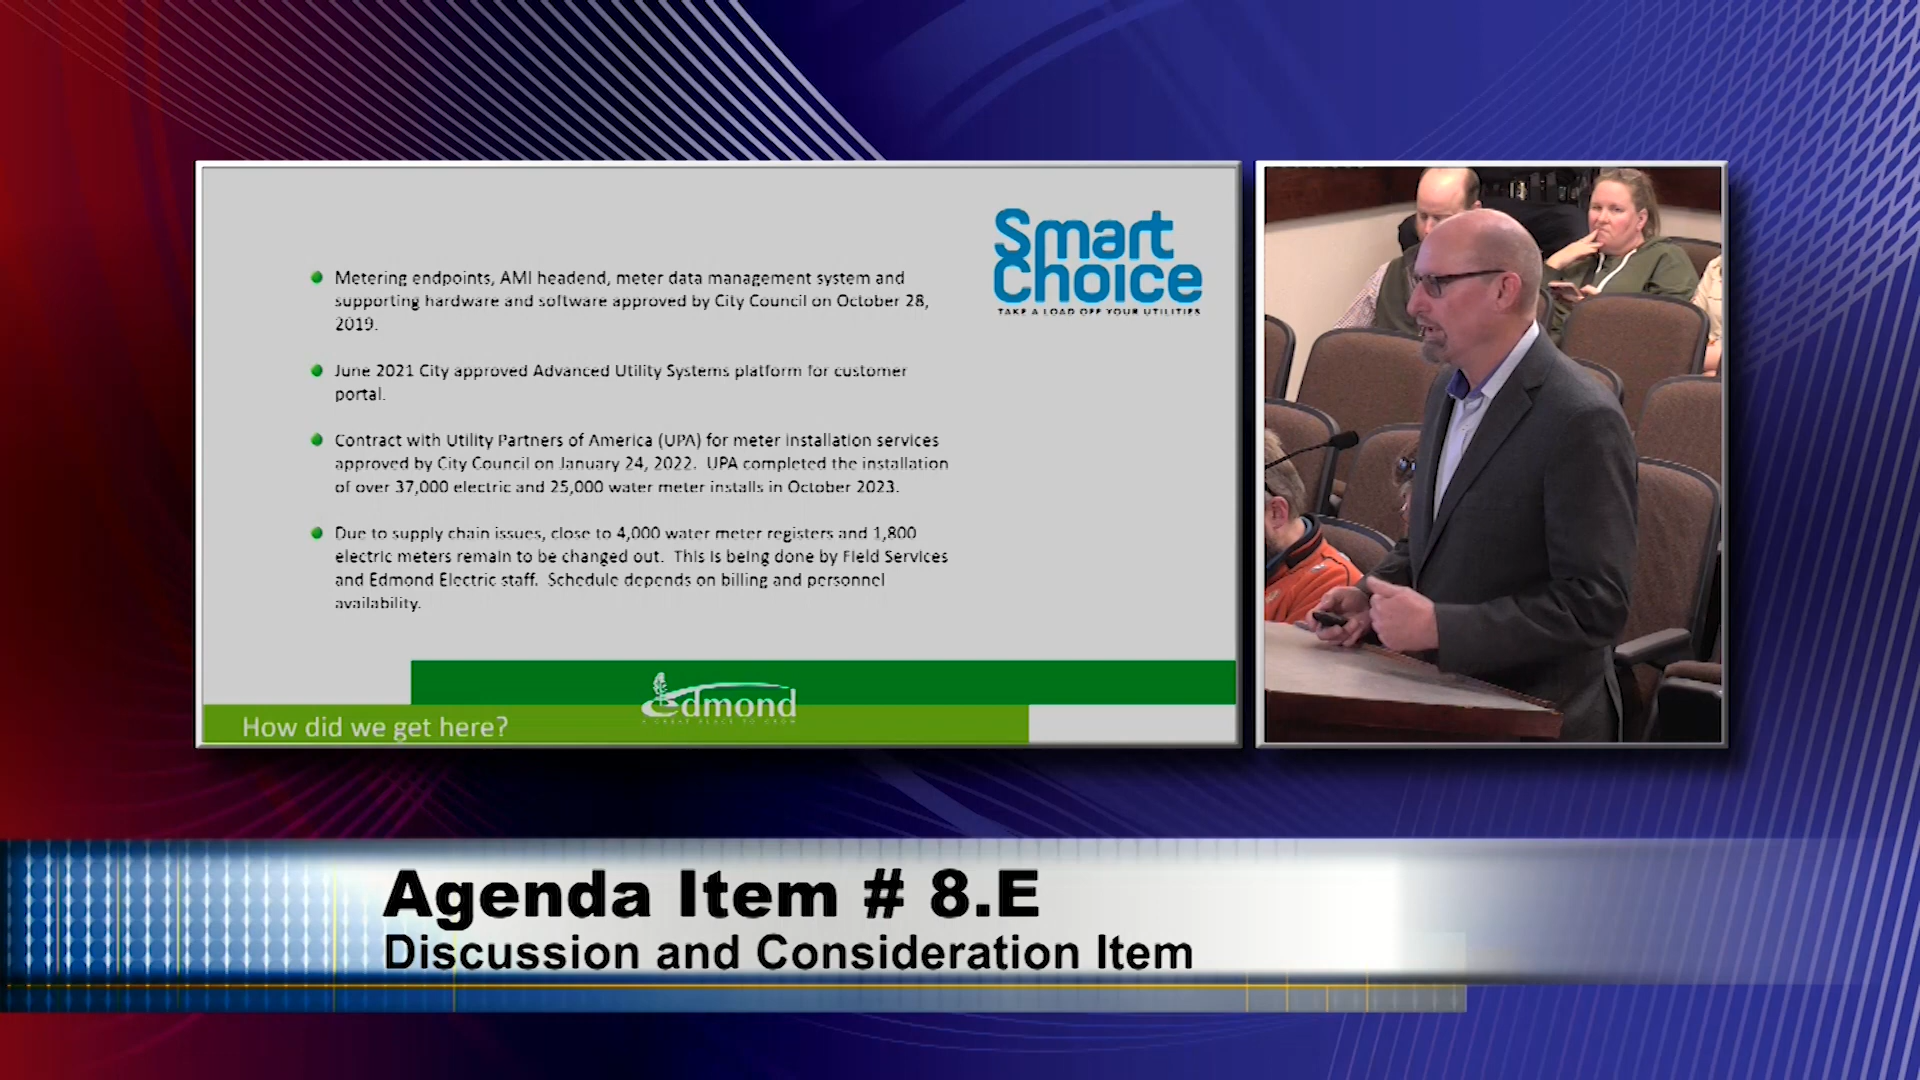 Smart
Choice
TAKE A LOAD OFF YOUR UTILITIES
Metering endpoints, AMI headend, meter data management system and
supporting hardware and software approved by City Council on October 28,
2019.
June 2021 City approved Advanced Utility Systems platform for customer
portal.
Contract with Utility Partners of America (UPA) for meter installation services
approved by City Council on January 24, 2022. UPA completed the installation
of over 37,000 electric and 25,000 water meter installs in October 2023.
Due to supply chain issues, close to 4,000 water meter registers and 1,800
electric meters remain to be changed out. This is being done by Field Services
and Edmond Electric staff. Schedule depends on billing and personnel
availability.
Edmond
A GREAT PLACE TO GROW
How did we get here?
Agenda Item # 8.E
Discussion and Consideration Item